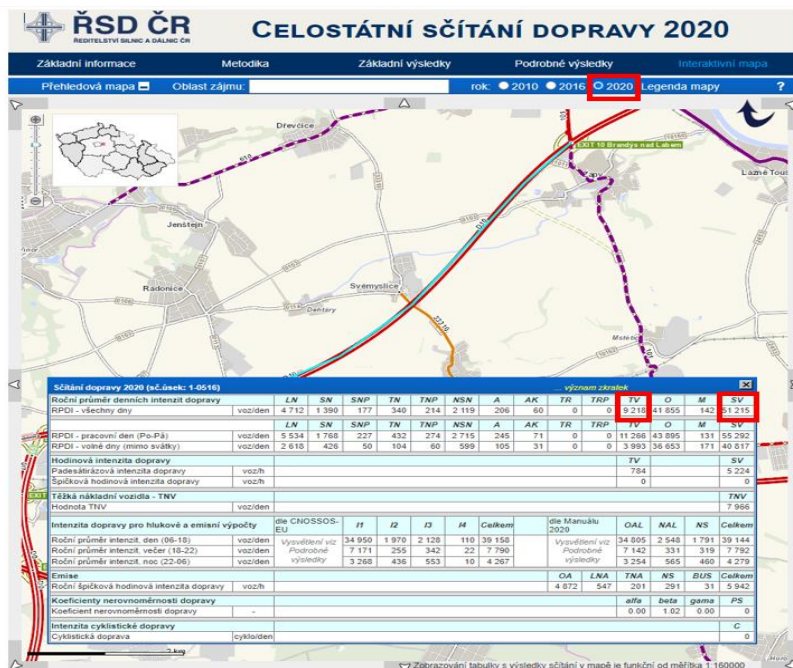 ŘSD ČR
ŘEDITELSTVÍ SILNIC A DÁLNIC ČR
CELOSTÁTNÍ SČÍTÁNÍ DOPRAVY 2020
Základní informace Metodika Základní výsledky Podrobné výsledky Interaktivní mapa
Přehledová mapa Oblast zájmu: rok: 2010 2016 2020 Legenda mapy ?
Dřevčice
101
010
EXIT 10 Brandýs nad Labem
Zápy
Lázně Touš
Jenštejn
D10
Radonice
Svémyslice
Dehtáry
33310
101
Sčítání dopravy 2020 (sč.úsek: 1-0516) ... význam zkratek
Roční průměr denních intenzit dopravy LN SN SNP TN TNP NSN A AK TR TRP TV O M SV
RPDI - všechny dny voz/den 4 712 1 390 177 340 214 2 119 206 60 0 0 9 218 41 855 142 51 215
LN SN SNP TN TNP NSN A AK TR TRP TV O M SV
RPDI - pracovní den (Po-Pá) voz/den 5 534 1 768 227 432 274 2 715 245 71 0 0 11 266 43 895 131 55 292
RPDI - volné dny (mimo svátky) voz/den 2 618 426 50 104 60 599 105 31 0 0 3 993 36 653 171 40 817
Hodinová intenzita dopravy TV SV
Padesátirázová intenzita dopravy voz/h 784 5 224
Špičková hodinová intenzita dopravy voz/h 0 0
Těžká nákladní vozidla - TNV TNV
Hodnota TNV voz/den 7 966
Intenzita dopravy pro hlukové a emisní výpočty dle CNOSSOS-EU I1 I2 I3 I4 Celkem dle Manuálu 2020 OAL NAL NS Celkem
Roční průměr intenzit, den (06-18) voz/den Vysvětlení viz Podrobné výsledky 34 950 1 970 2 128 110 39 158 Vysvětlení viz Podrobné výsledky 34 805 2 548 1 791 39 144
Roční průměr intenzit, večer (18-22) voz/den 7 171 255 342 22 7 790 7 142 331 319 7 792
Roční průměr intenzit, noc (22-06) voz/den 3 268 436 553 10 4 267 3 254 565 460 4 279
Emise OA LNA TNA NS BUS Celkem
Roční špičková hodinová intenzita dopravy voz/h 4 872 547 201 291 31 5 942
Koeficienty nerovnoměrnosti dopravy alfa beta gama PS
Koeficient nerovnoměrnosti dopravy - 0.00 1.02 0.00 0
Intenzita cyklistické dopravy C
Cyklistická doprava cyklo/den 0
2 km
Zobrazování tabulky s výsledky sčítání v mapě je funkční od měřítka 1:160000